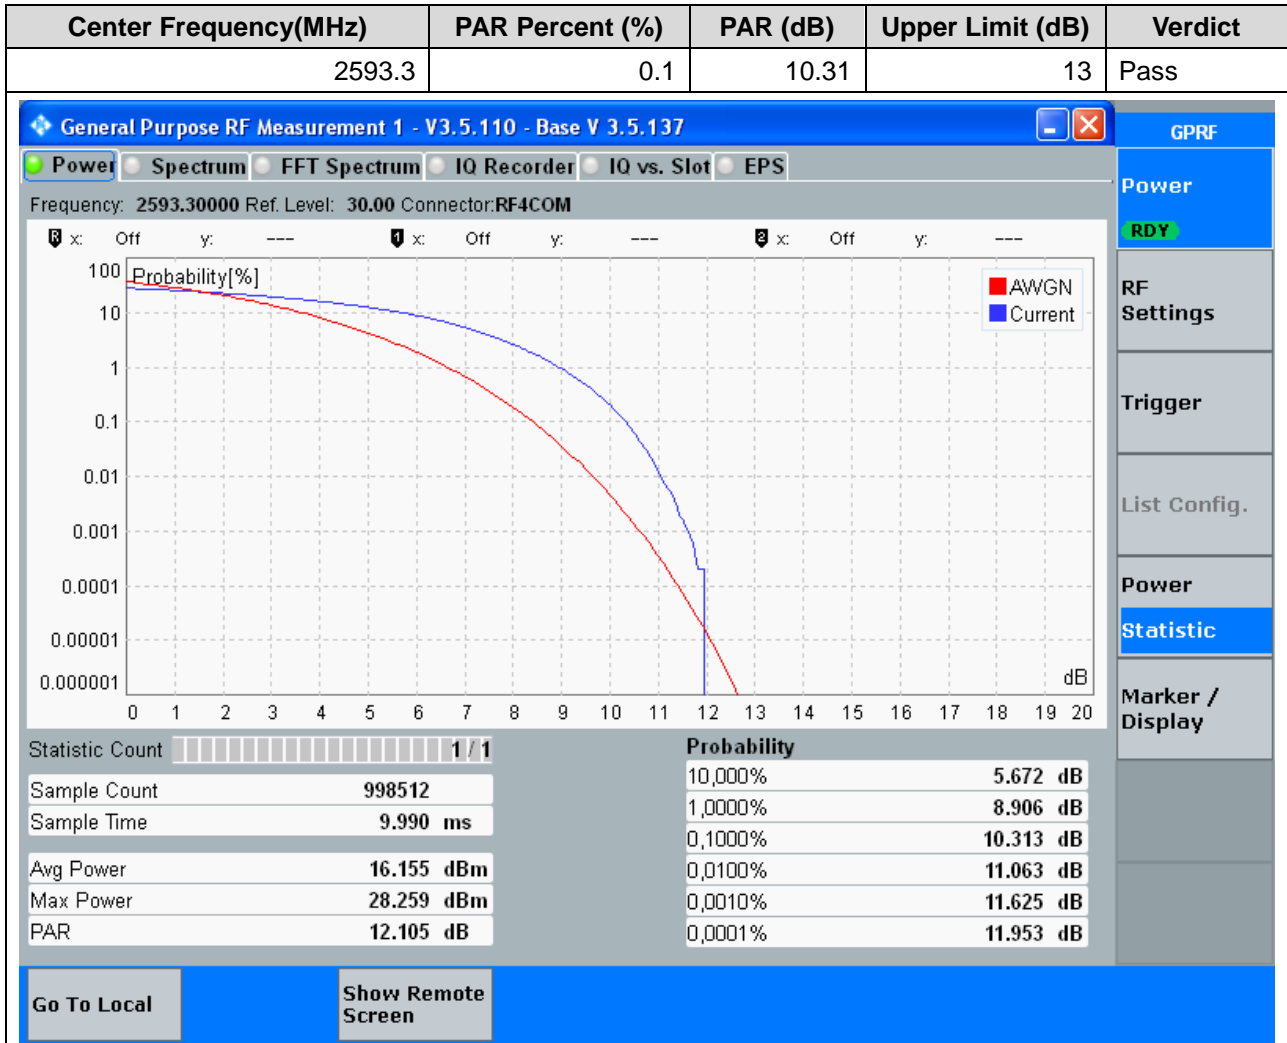 Center Frequency(MHz) PAR Percent (%) PAR (dB) Upper Limit (dB) Verdict
2593.3 0.1 10.31 13 Pass
General Purpose RF Measurement 1 - V3.5.110 - Base V 3.5.137
GPRF
Power Spectrum FFT Spectrum IQ Recorder IQ vs. Slot EPS
Power
RDY
Frequency: 2593.30000 Ref. Level: 30.00 Connector:RF4COM
R x: Off y: --- 1 x: Off y: --- 2 x: Off y: ---
100 Probability[%]
AWGN
Current
10
1
0.1
0.01
0.001
0.0001
0.00001
0.000001
dB
0 1 2 3 4 5 6 7 8 9 10 11 12 13 14 15 16 17 18 19 20
RF
Settings
Trigger
List Config.
Power
Statistic
Marker /
Display
Statistic Count 1 / 1
Sample Count 998512
Sample Time 9.990 ms
Avg Power 16.155 dBm
Max Power 28.259 dBm
PAR 12.105 dB
Probability
10,000% 5.672 dB
1,0000% 8.906 dB
0,1000% 10.313 dB
0,0100% 11.063 dB
0,0010% 11.625 dB
0,0001% 11.953 dB
Go To Local
Show Remote
Screen